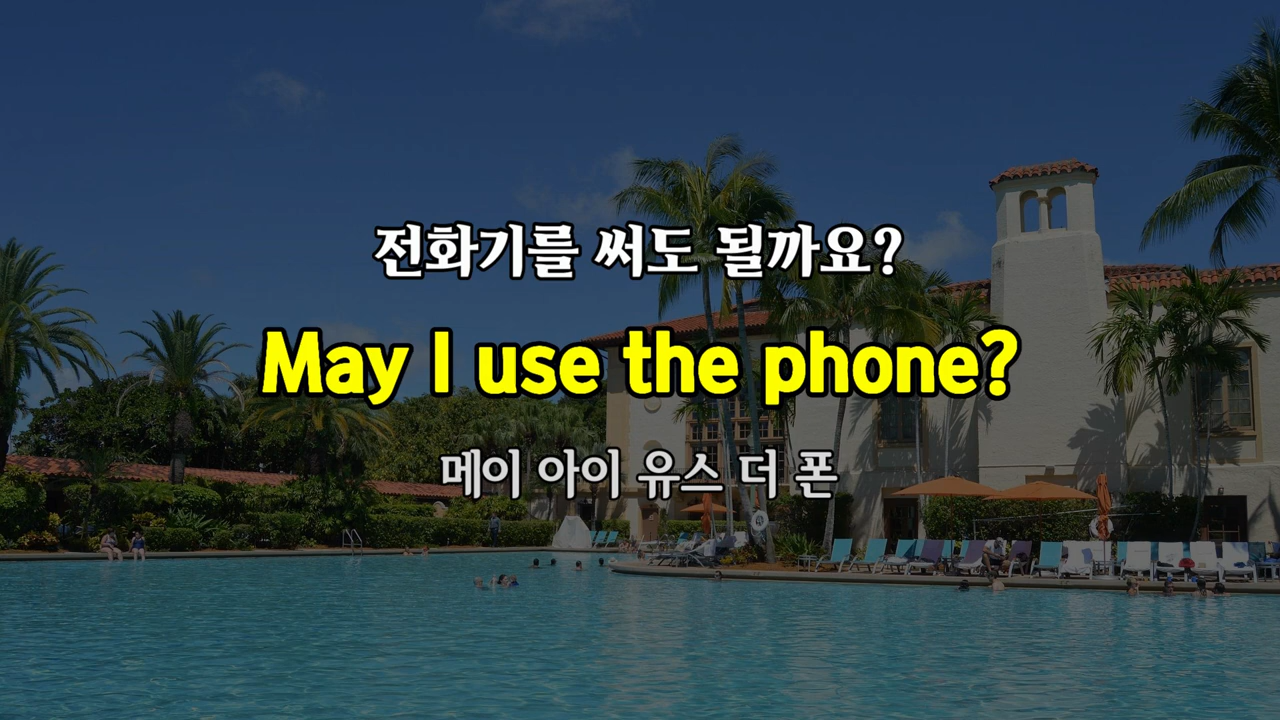 전화기를 써도 될까요?
May I use the phone?
메이 아이 유스 더 폰